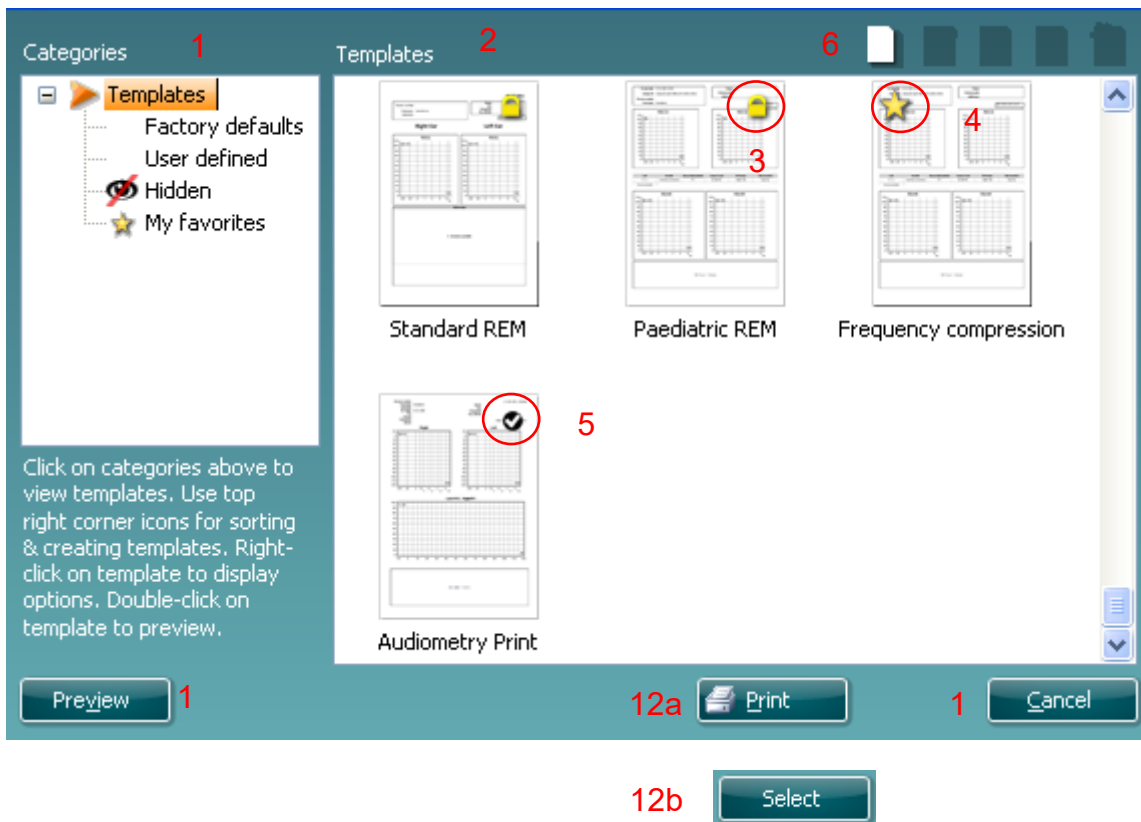 Categories 1
Templates 2
6
Templates
Factory defaults
User defined
Hidden
My favorites
3
4
Standard REM
Paediatric REM
Frequency compression
5
Audiometry Print
Click on categories above to
view templates. Use top
right corner icons for sorting
& creating templates. Right-
click on template to display
options. Double-click on
template to preview.
Preview 1
12a Print
1 Cancel
12b Select